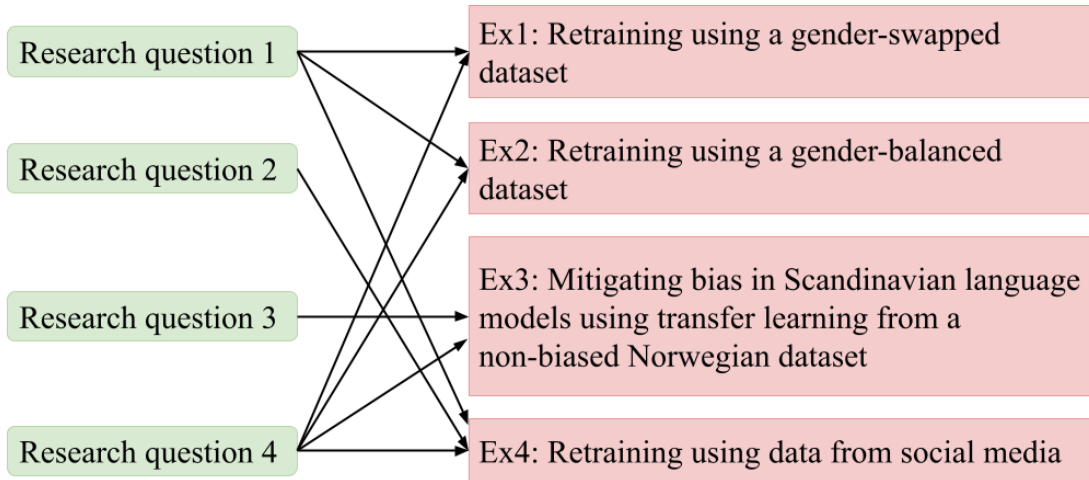 Research question 1
Research question 2
Research question 3
Research question 4
Ex1: Retraining using a gender-swapped
dataset
Ex2: Retraining using a gender-balanced
dataset
Ex3: Mitigating bias in Scandinavian language
models using transfer learning from a
non-biased Norwegian dataset
Ex4: Retraining using data from social media